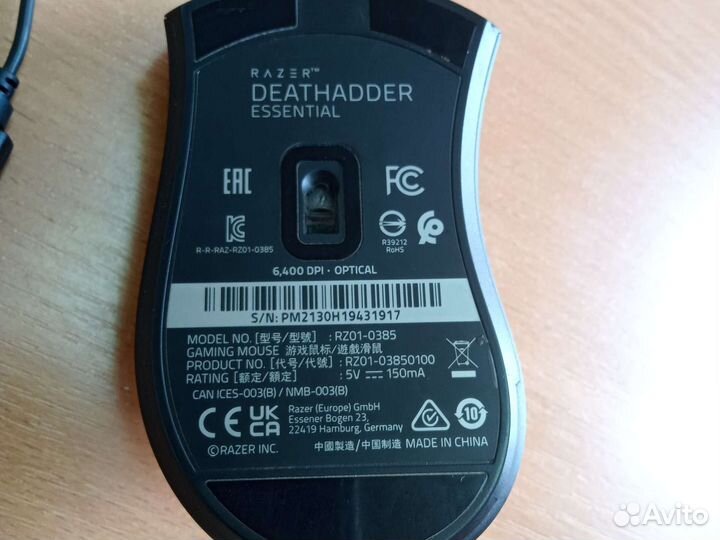 RAZER™
DEATHADDER
ESSENTIAL
EAC
FC
R-R-RAZ-RZ01-0385
R39212
RoHS
6,400 DPI · OPTICAL
S/N: PM2130H19431917
MODEL NO. [型号/型號] : RZ01-0385
GAMING MOUSE 游戏鼠标/遊戲滑鼠
PRODUCT NO. [代号/代號] : RZ01-03850100
RATING [额定/額定] : 5V ⎓ 150mA
CAN ICES-003(B) / NMB-003(B)
CE UK CA
Razer (Europe) GmbH
Essener Bogen 23,
22419 Hamburg, Germany
10
©RAZER INC.
中國製造/中国制造 MADE IN CHINA
Avito